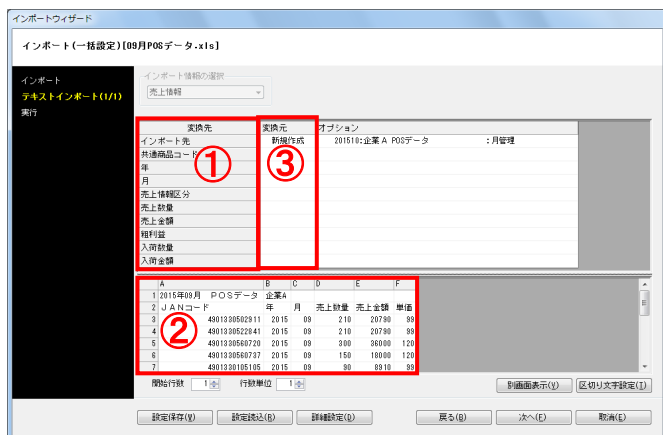 インポートウィザード
インポート(一括設定)[09月POSデータ.xls]
インポート
テキストインポート(1/1)
実行
インポート情報の選択
売上情報
変換先 変換元 オプション
インポート先 新規作成 201510:企業A POSデータ :月管理
共通商品コード
年
月
売上情報区分
売上数量
売上金額
粗利益
入荷数量
入荷金額
① ③
A B C D E F
1 2015年09月 POSデータ 企業A
2 JANコード 年 月 売上数量 売上金額 単価
3 4901330502911 2015 09 210 20790 99
4 4901330522841 2015 09 210 20790 99
5 4901330560720 2015 09 300 36000 120
6 4901330560737 2015 09 150 18000 120
7 4901330105105 2015 09 90 8910 99
②
開始行数 1 行数単位 1 別画面表示(V) 区切り文字設定(T)
設定保存(W) 設定読込(R) 詳細設定(D) 戻る(B) 次へ(F) 取消(C)